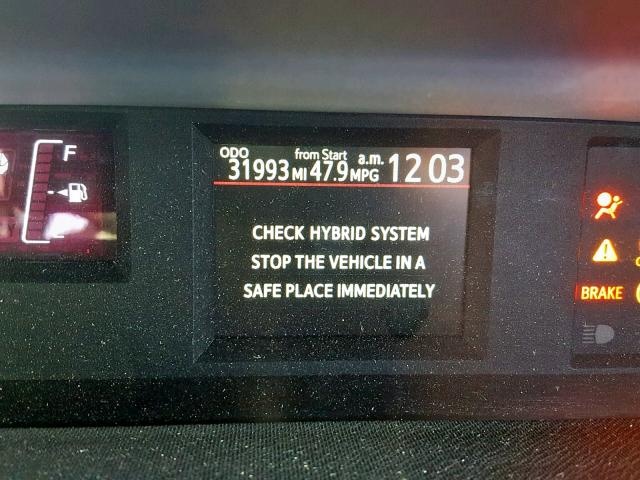 ODO from Start a.m.
31993 MI 47.9 MPG 12 03
F
CHECK HYBRID SYSTEM
STOP THE VEHICLE IN A
SAFE PLACE IMMEDIATELY
BRAKE